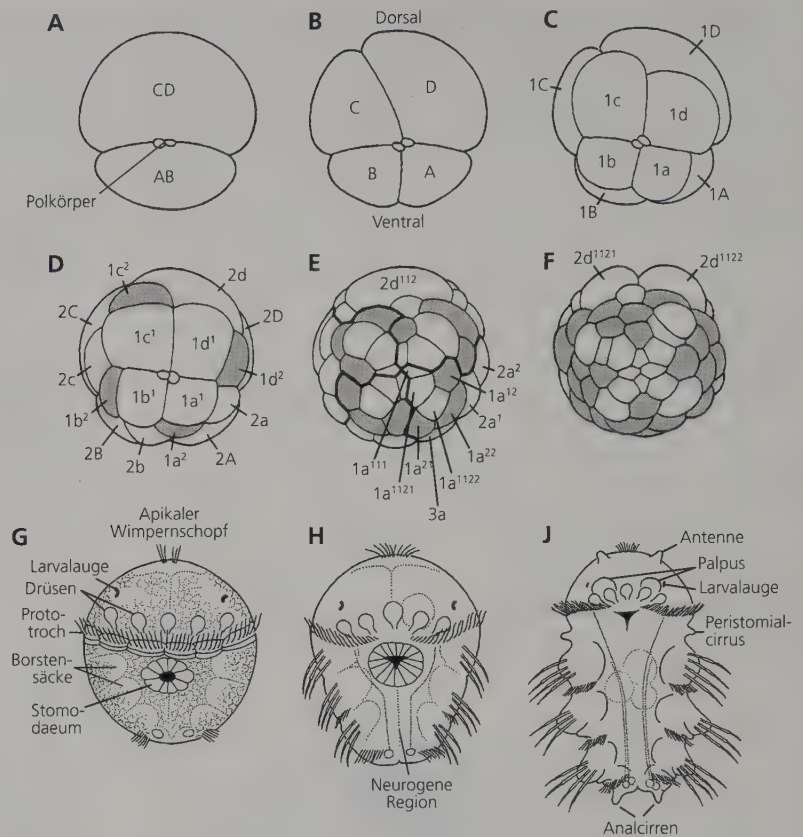 A
CD
AB
Polkörper
B
Dorsal
C
D
B
A
Ventral
C
1D
1C
1c
1d
1b
1a
1A
1B
D
1c²
2d
2C
2D
1c¹
1d¹
2c
1d²
1b¹
1a¹
1b²
2a
2B
2b
1a²
2A
E
2d¹¹²
2a²
1a¹²
2a¹
1a²²
1a¹¹¹
1a²¹
1a¹¹²²
1a¹¹²¹
3a
F
2d¹¹²¹
2d¹¹²²
G
Apikaler
Wimpernschopf
Larvalauge
Drüsen
Proto-
troch
Borsten-
säcke
Stomo-
daeum
H
Neurogene
Region
J
Antenne
Palpus
Larvalauge
Peristomial-
cirrus
Analcirren